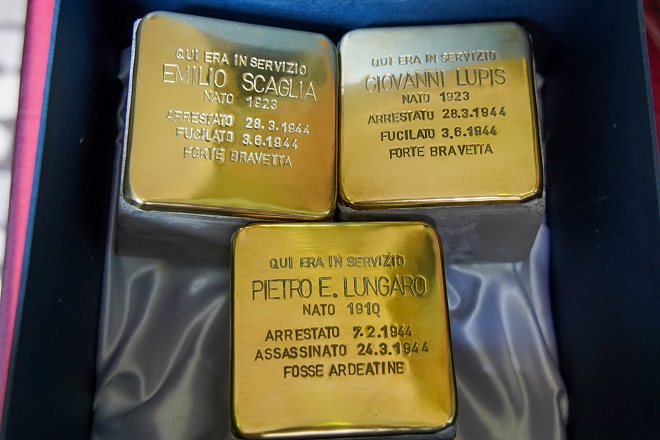 QUI ERA IN SERVIZIO
EMILIO SCAGLIA
NATO 1923
ARRESTATO 28.3.1944
FUCILATO 3.6.1944
FORTE BRAVETTA
QUI ERA IN SERVIZIO
GIOVANNI LUPIS
NATO 1923
ARRESTATO 28.3.1944
FUCILATO 3.6.1944
FORTE BRAVETTA
QUI ERA IN SERVIZIO
PIETRO E. LUNGARO
NATO 1910
ARRESTATO 7.2.1944
ASSASSINATO 24.3.1944
FOSSE ARDEATINE